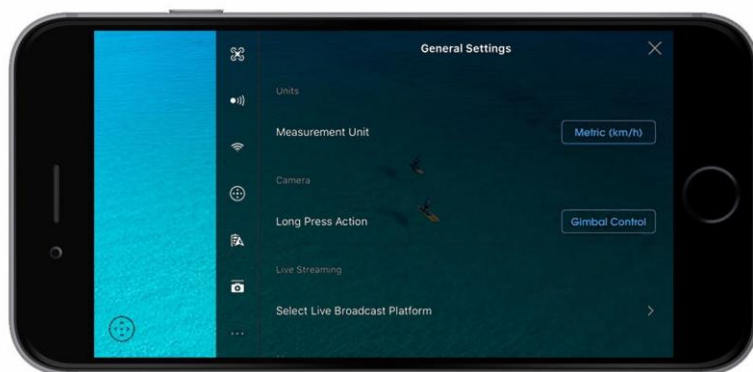 General Settings
Units
Measurement Unit
Metric (km/h)
Camera
Long Press Action
Gimbal Control
Live Streaming
Select Live Broadcast Platform